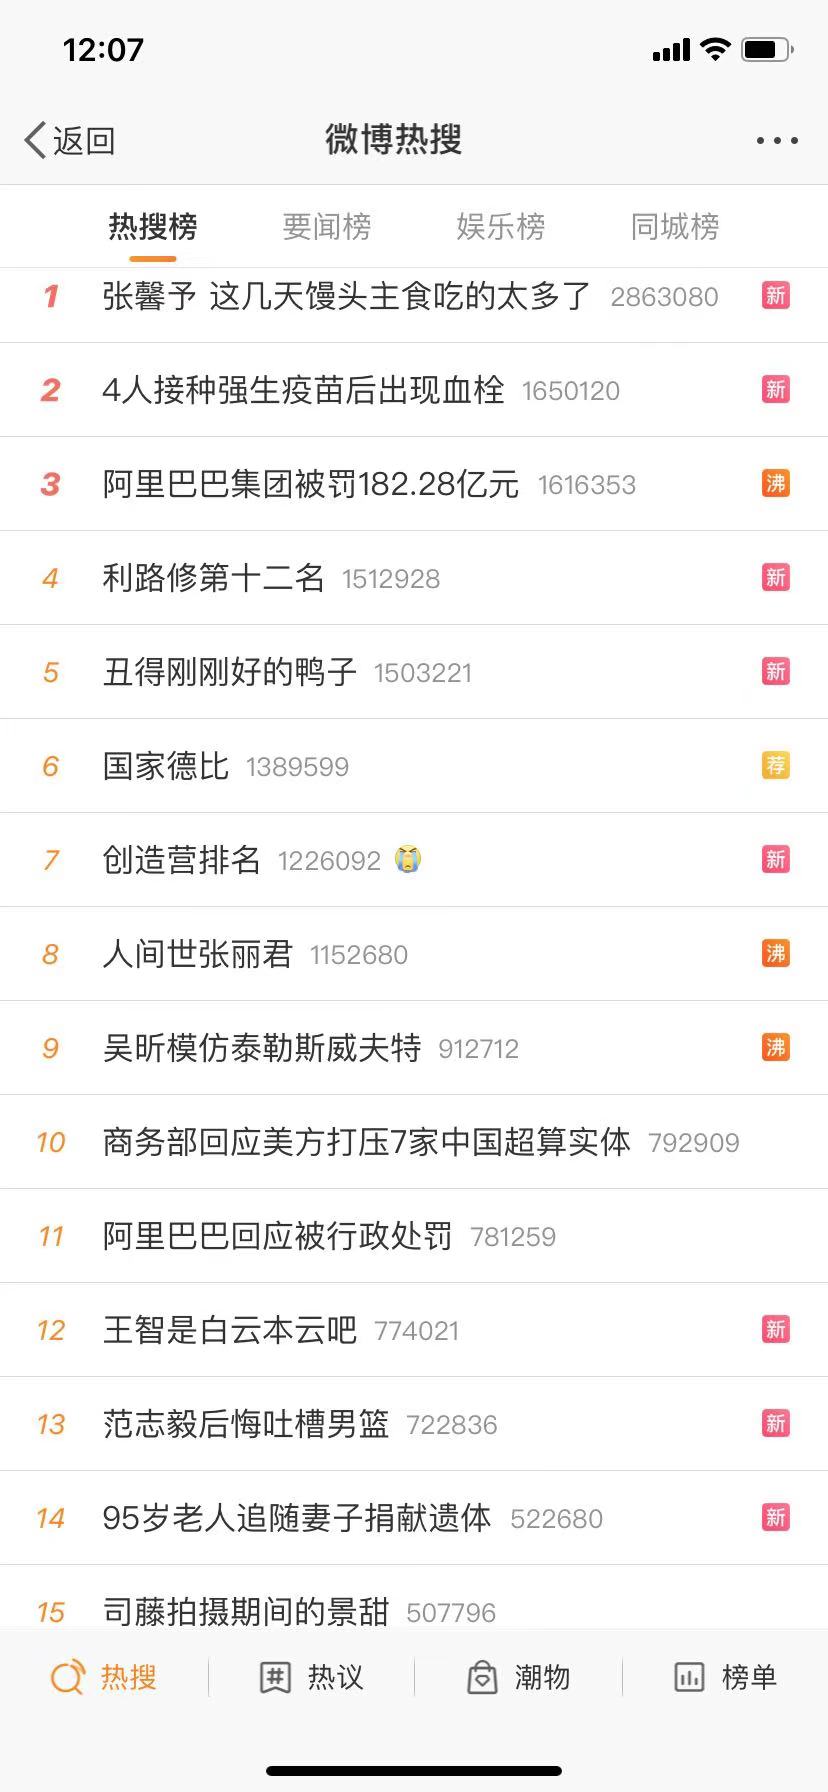 12:07
返回 微博热搜
热搜榜 要闻榜 娱乐榜 同城榜
1 张馨予 这几天馒头主食吃的太多了 2863080 新
2 4人接种强生疫苗后出现血栓 1650120 新
3 阿里巴巴集团被罚182.28亿元 1616353 沸
4 利路修第十二名 1512928 新
5 丑得刚刚好的鸭子 1503221 新
6 国家德比 1389599 荐
7 创造营排名 1226092 新
8 人间世张丽君 1152680 沸
9 吴昕模仿泰勒斯威夫特 912712 沸
10 商务部回应美方打压7家中国超算实体 792909
11 阿里巴巴回应被行政处罚 781259
12 王智是白云本云吧 774021 新
13 范志毅后悔吐槽男篮 722836 新
14 95岁老人追随妻子捐献遗体 522680 新
15 司藤拍摄期间的景甜 507796
热搜 热议 潮物 榜单